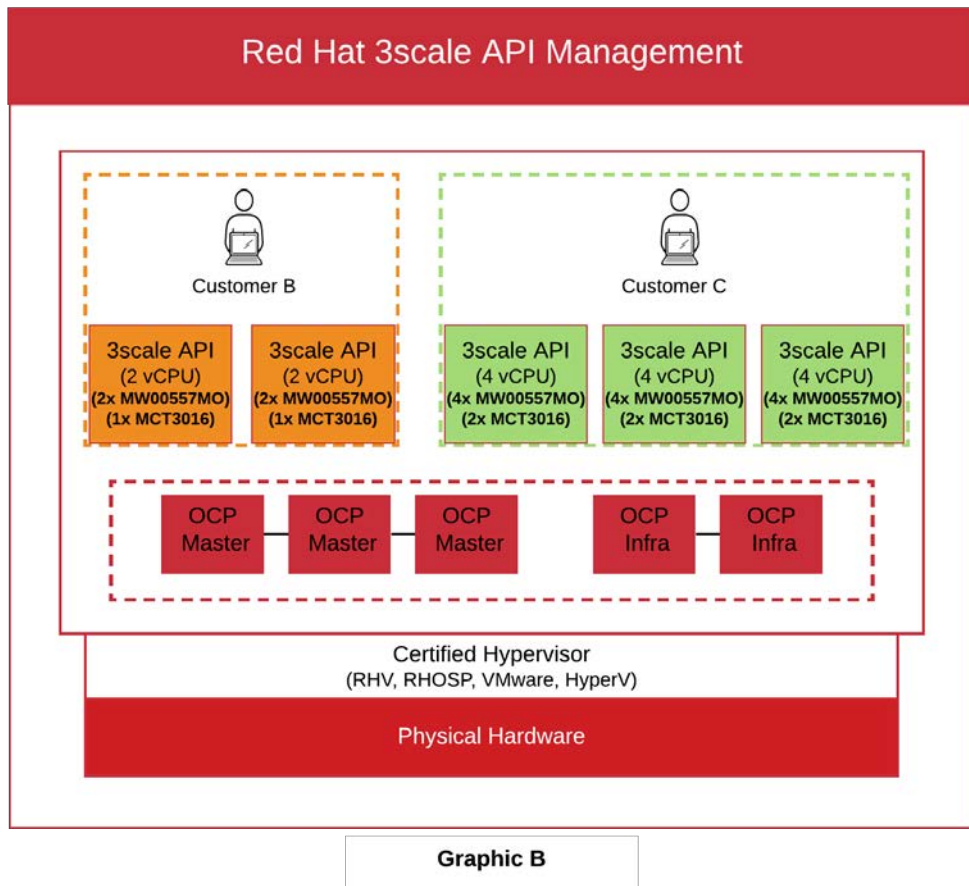 Red Hat 3scale API Management
Customer B
Customer C
3scale API
(2 vCPU)
(2x MW00557MO)
(1x MCT3016)
3scale API
(2 vCPU)
(2x MW00557MO)
(1x MCT3016)
3scale API
(4 vCPU)
(4x MW00557MO)
(2x MCT3016)
3scale API
(4 vCPU)
(4x MW00557MO)
(2x MCT3016)
3scale API
(4 vCPU)
(4x MW00557MO)
(2x MCT3016)
OCP
Master
OCP
Master
OCP
Master
OCP
Infra
OCP
Infra
Certified Hypervisor
(RHV, RHOSP, VMware, HyperV)
Physical Hardware
Graphic B